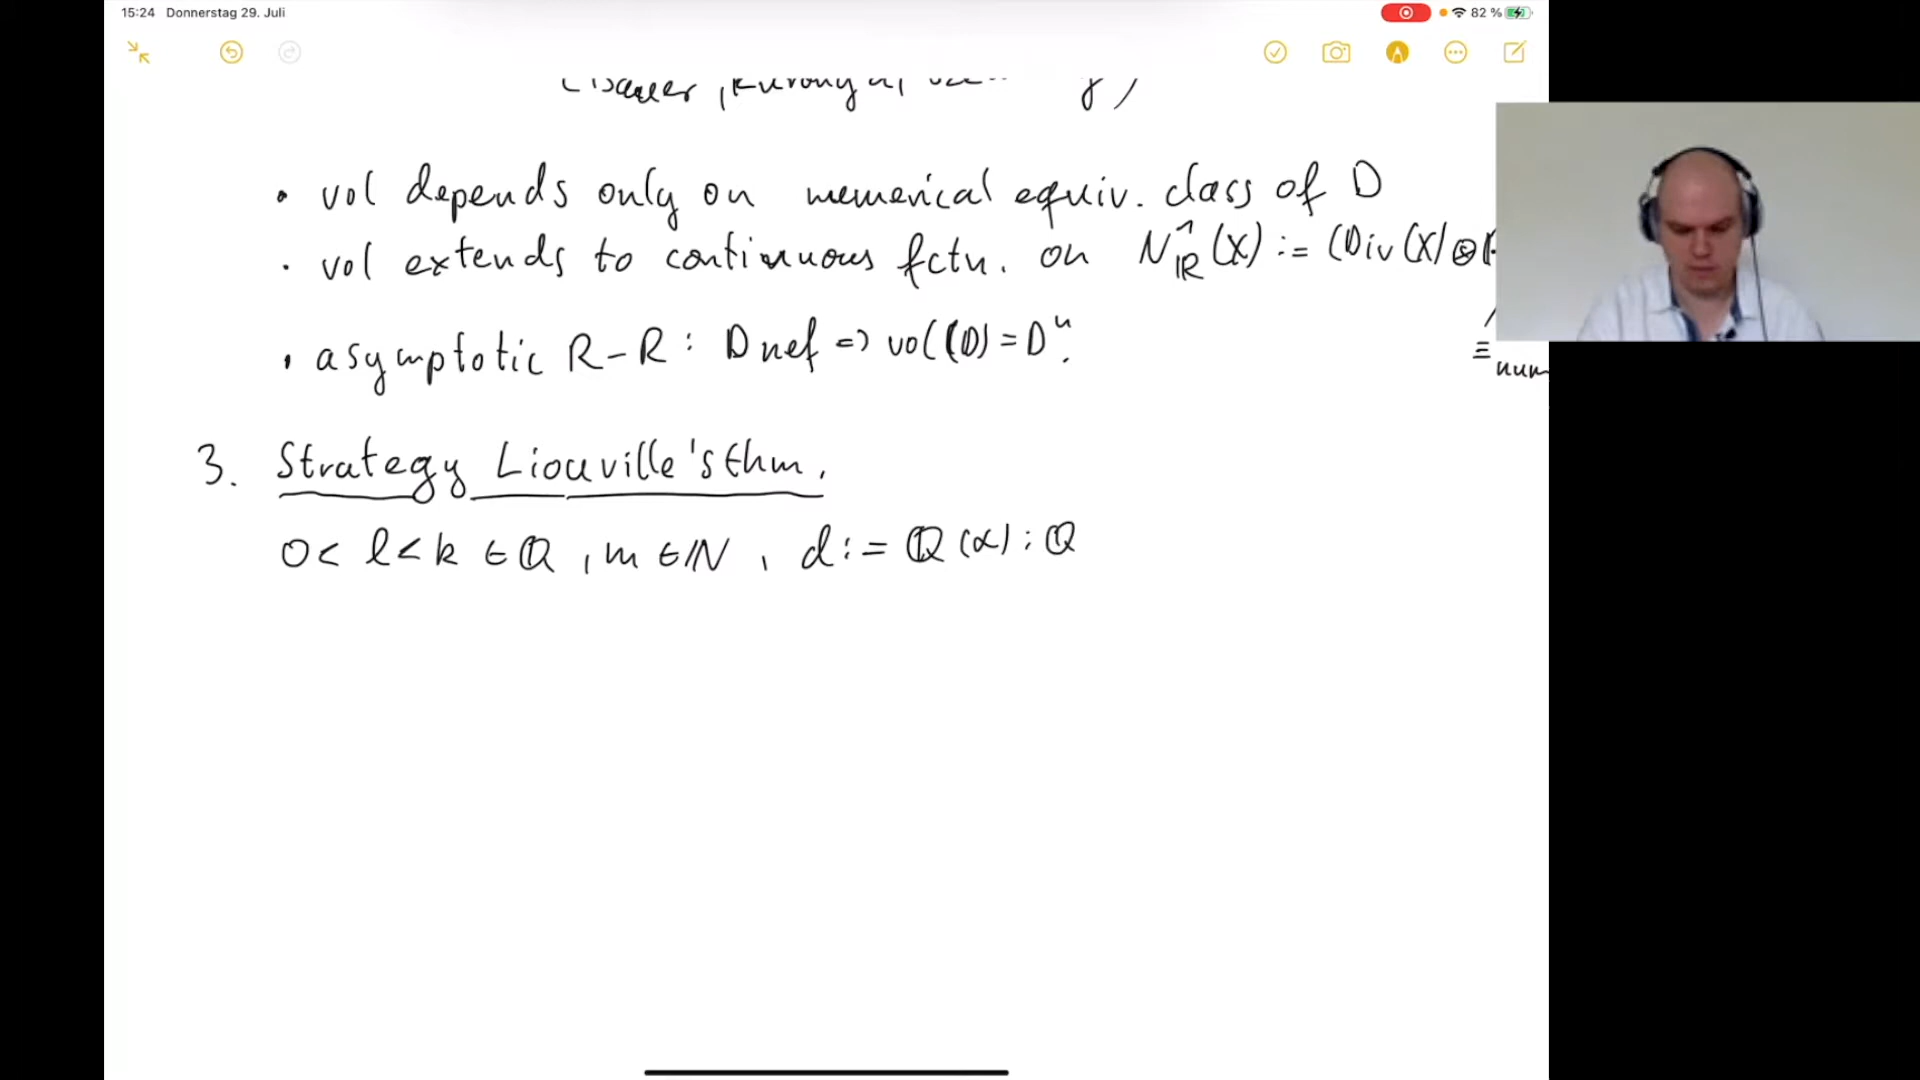 15:24 Donnerstag 29. Juli 82 %
• vol depends only on numerical equiv. class of D
• vol extends to continuous fctn. on N¹_ℝ(X) := (Div(X) ⊗
≡ num
• asymptotic R-R: D nef => vol(D) = Dⁿ.
3. Strategy Liouville's thm.
0 < l < k ∈ ℚ, m ∈ ℕ, d := ℚ(α) : ℚ